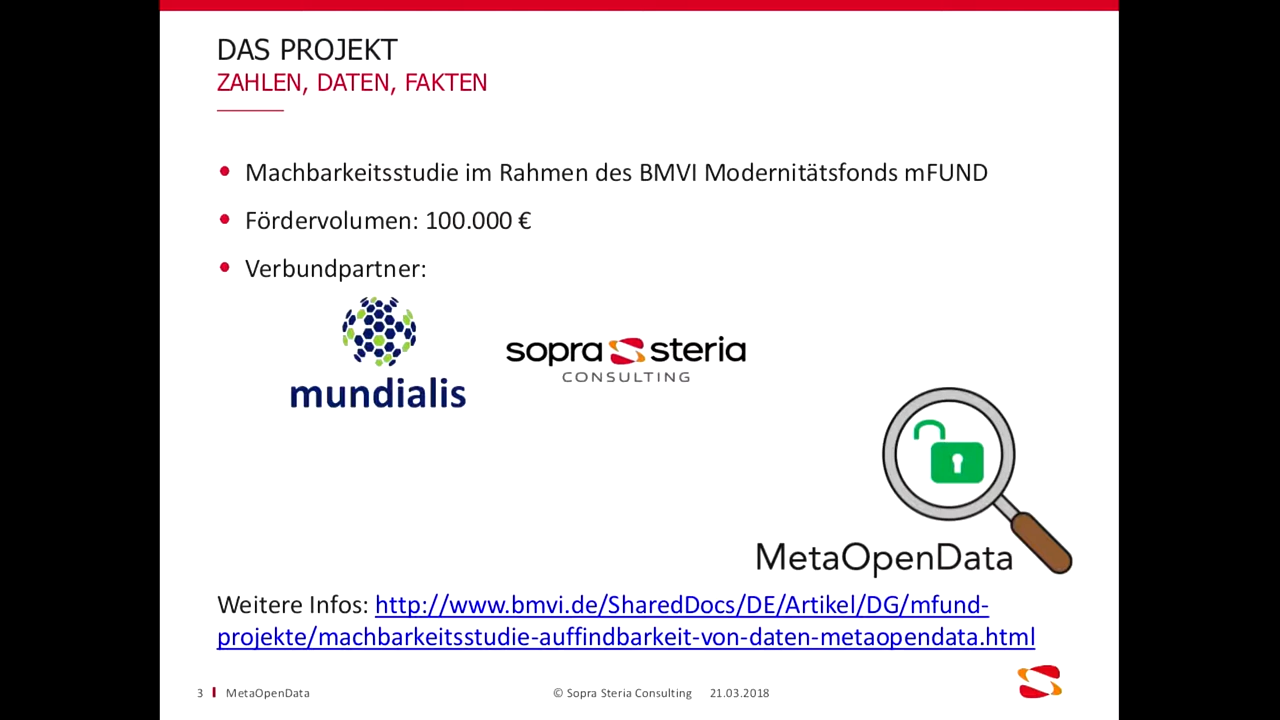 DAS PROJEKT
ZAHLEN, DATEN, FAKTEN
Machbarkeitsstudie im Rahmen des BMVI Modernitätsfonds mFUND
Fördervolumen: 100.000 €
Verbundpartner:
mundialis
sopra steria
CONSULTING
MetaOpenData
Weitere Infos: http://www.bmvi.de/SharedDocs/DE/Artikel/DG/mfund-
projekte/machbarkeitsstudie-auffindbarkeit-von-daten-metaopendata.html
3 MetaOpenData © Sopra Steria Consulting 21.03.2018